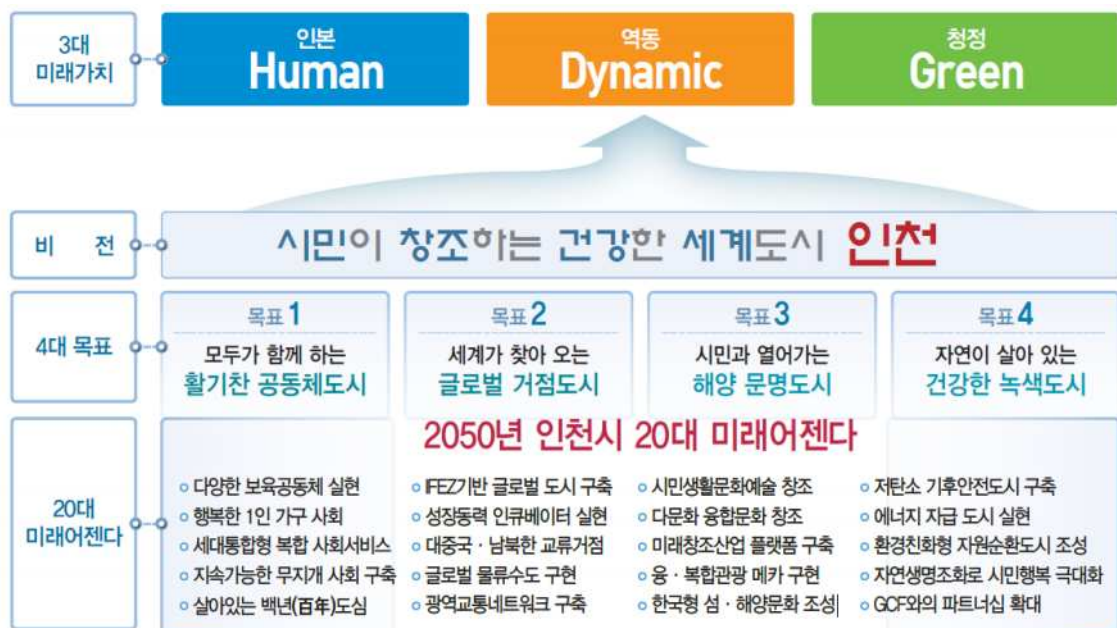 3대
미래가치
인본
Human
역동
Dynamic
청정
Green
비 전
시민이 창조하는 건강한 세계도시 인천
4대 목표
목표 1
모두가 함께 하는
활기찬 공동체도시
목표 2
세계가 찾아 오는
글로벌 거점도시
목표 3
시민과 열어가는
해양 문명도시
목표 4
자연이 살아 있는
건강한 녹색도시
2050년 인천시 20대 미래어젠다
20대
미래어젠다
다양한 보육공동체 실현
행복한 1인 가구 사회
세대통합형 복합 사회서비스
지속가능한 무지개 사회 구축
살아있는 백년(百年)도심
IFEZ기반 글로벌 도시 구축
성장동력 인큐베이터 실현
대중국·남북한 교류거점
글로벌 물류수도 구현
광역교통네트워크 구축
시민생활문화예술 창조
다문화 융합문화 창조
미래창조산업 플랫폼 구축
융·복합관광 메카 구현
한국형 섬·해양문화 조성
저탄소 기후안전도시 구축
에너지 자급 도시 실현
환경친화형 자원순환도시 조성
자연생명조화로 시민행복 극대화
GCF와의 파트너십 확대